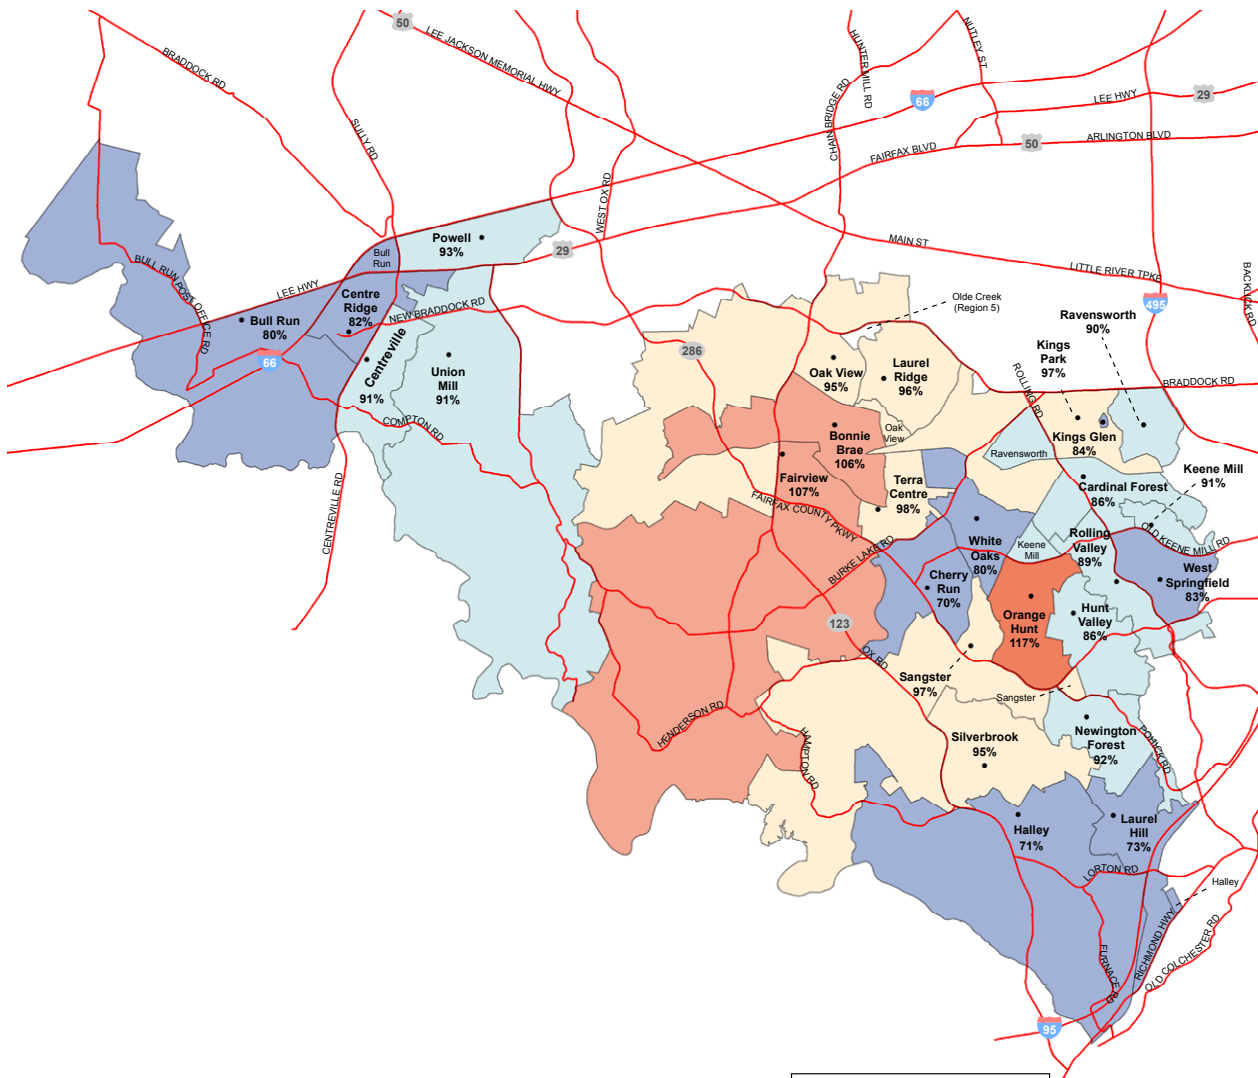 50
LEE JACKSON MEMORIAL HWY
BRADDOCK RD
HUNTER MILL RD
NUTLEY ST
CHAIN BRIDGE RD
66
LEE HWY
29
SULLY RD
50
ARLINGTON BLVD
FAIRFAX BLVD
WEST OX RD
Powell
93%
29
Bull
Run
MAIN ST
LITTLE RIVER TPKE
BACKLICK RD
BULL RUN POST OFFICE RD
LEE HWY
Centre
Ridge
82%
NEW BRADDOCK RD
Bull Run
80%
66
Centreville
91%
Union
Mill
91%
COMPTON RD
CENTREVILLE RD
Olde Creek
(Region 5)
495
Ravensworth
90%
Kings
Park
97%
286
Oak View
95%
Laurel
Ridge
96%
ROLLING RD
BRADDOCK RD
Oak
View
Bonnie
Brae
106%
Kings Glen
84%
Ravensworth
Keene Mill
91%
Fairview
107%
Terra
Centre
98%
Cardinal Forest
86%
FAIRFAX COUNTY PKWY
OLD KEENE MILL RD
White
Oaks
80%
Keene
Mill
Rolling
Valley
89%
BURKE LAKE RD
West
Springfield
83%
Cherry
Run
70%
Orange
Hunt
117%
Hunt
Valley
86%
123
OX RD
Sangster
97%
Sangster
HENDERSON RD
HAMPTON RD
Silverbrook
95%
Newington
Forest
92%
POHICK RD
Halley
71%
Laurel
Hill
73%
LORTON RD
Halley
RICHMOND HWY
OLD COLCHESTER RD
FURNACE RD
95